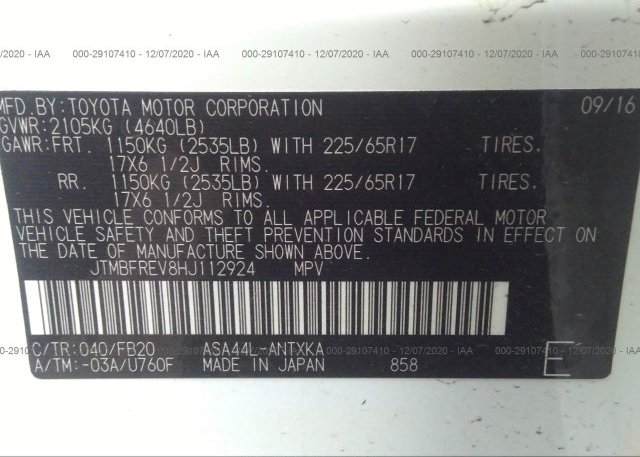 /2020 - IAA 000-29107410 - 12/07/2020 - IAA 000-29107410 - 12/07/2020 - IAA 000-29107410 - 12/07/2020 - IAA
MFD.BY:TOYOTA MOTOR CORPORATION 09/16
GVWR:2105KG (4640LB)
GAWR:FRT. 1150KG (2535LB) WITH 225/65R17 TIRES.
17X6 1/2J RIMS.
RR. 1150KG (2535LB) WITH 225/65R17 TIRES.
17X6 1/2J RIMS.
THIS VEHICLE CONFORMS TO ALL APPLICABLE FEDERAL MOTOR
VEHICLE SAFETY AND THEFT PREVENTION STANDARDS IN EFFECT ON
THE DATE OF MANUFACTURE SHOWN ABOVE.
JTMBFREV8HJ112924 MPV
000-29107410 - 12/07/2020 - IAA 000-29107410 - 12/07/2020 - IAA 000-29107410 - 12/07/2020 - IAA 000-291074
C/TR:040/FB20 ASA44L-ANTXKA
A/TM:-03A/U760F MADE IN JAPAN 858 E